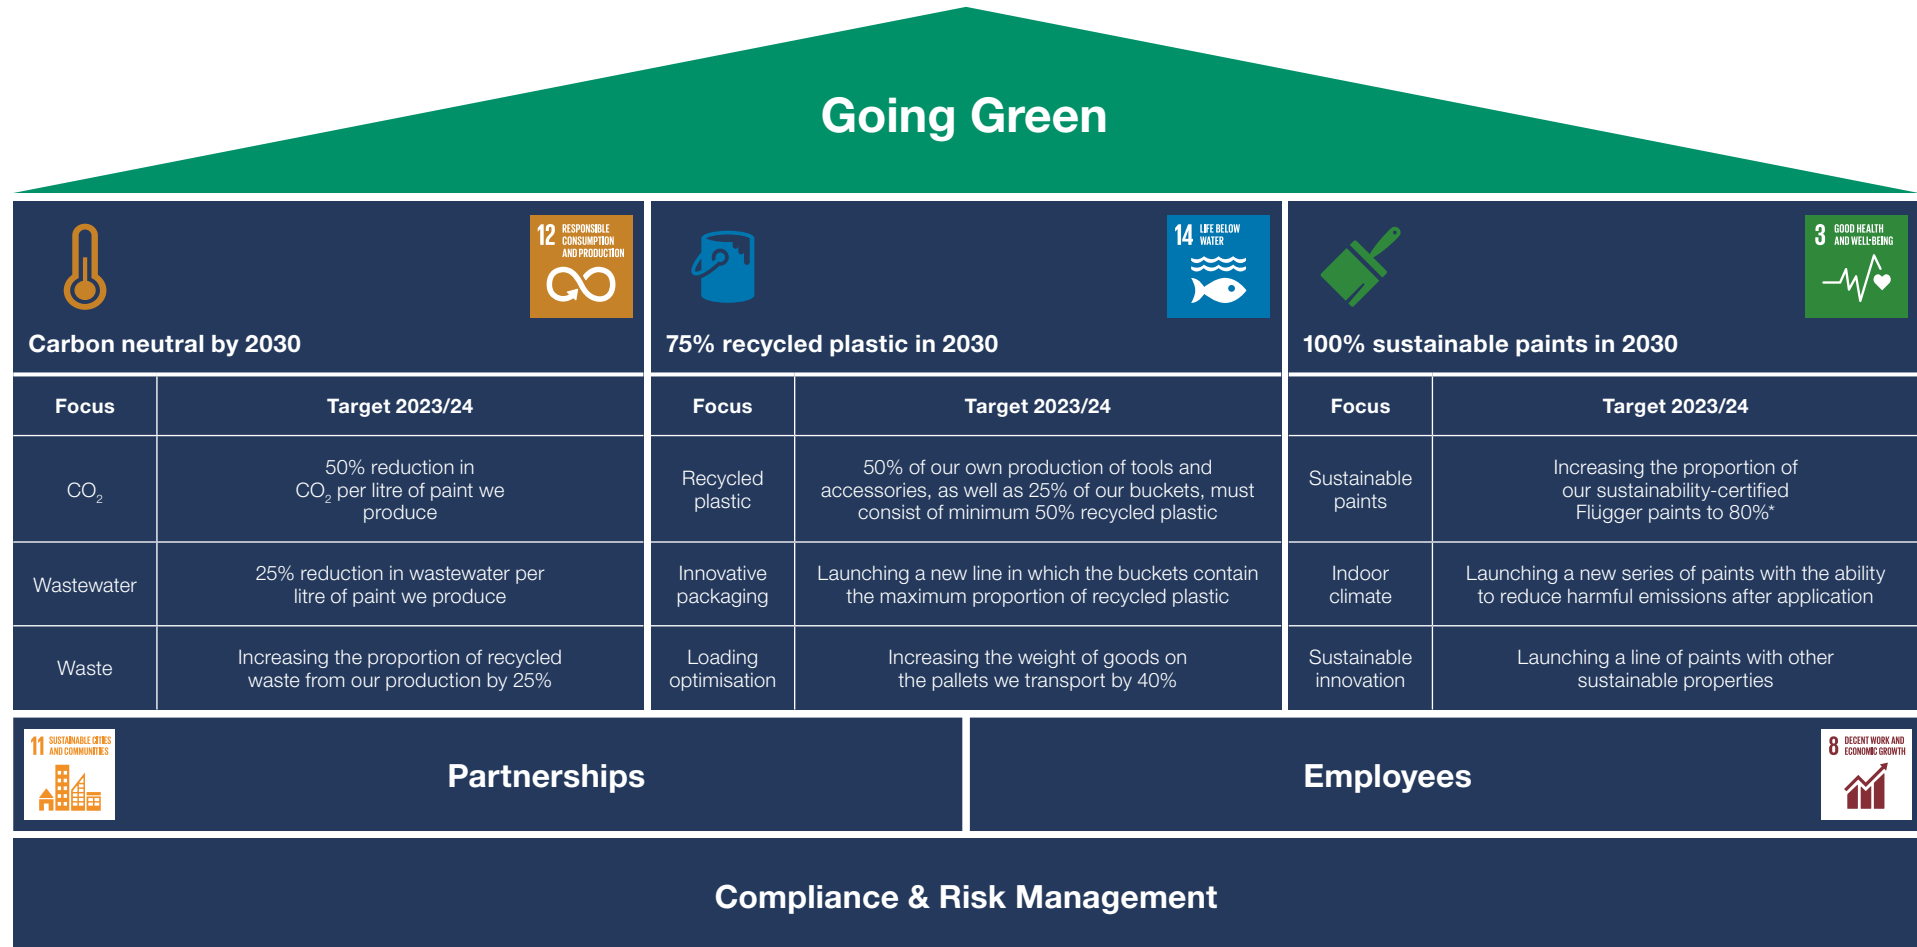 Going Green
12 RESPONSIBLE
CONSUMPTION
AND PRODUCTION
Carbon neutral by 2030
Focus
Target 2023/24
CO₂
50% reduction in
CO₂ per litre of paint we
produce
Wastewater
25% reduction in wastewater per
litre of paint we produce
Waste
Increasing the proportion of recycled
waste from our production by 25%
14 LIFE BELOW
WATER
75% recycled plastic in 2030
Focus
Target 2023/24
Recycled
plastic
50% of our own production of tools and
accessories, as well as 25% of our buckets, must
consist of minimum 50% recycled plastic
Innovative
packaging
Launching a new line in which the buckets contain
the maximum proportion of recycled plastic
Loading
optimisation
Increasing the weight of goods on
the pallets we transport by 40%
3 GOOD HEALTH
AND WELL-BEING
100% sustainable paints in 2030
Focus
Target 2023/24
Sustainable
paints
Increasing the proportion of
our sustainability-certified
Flügger paints to 80%*
Indoor
climate
Launching a new series of paints with the ability
to reduce harmful emissions after application
Sustainable
innovation
Launching a line of paints with other
sustainable properties
11 SUSTAINABLE CITIES
AND COMMUNITIES
Partnerships
Employees
8 DECENT WORK AND
ECONOMIC GROWTH
Compliance & Risk Management